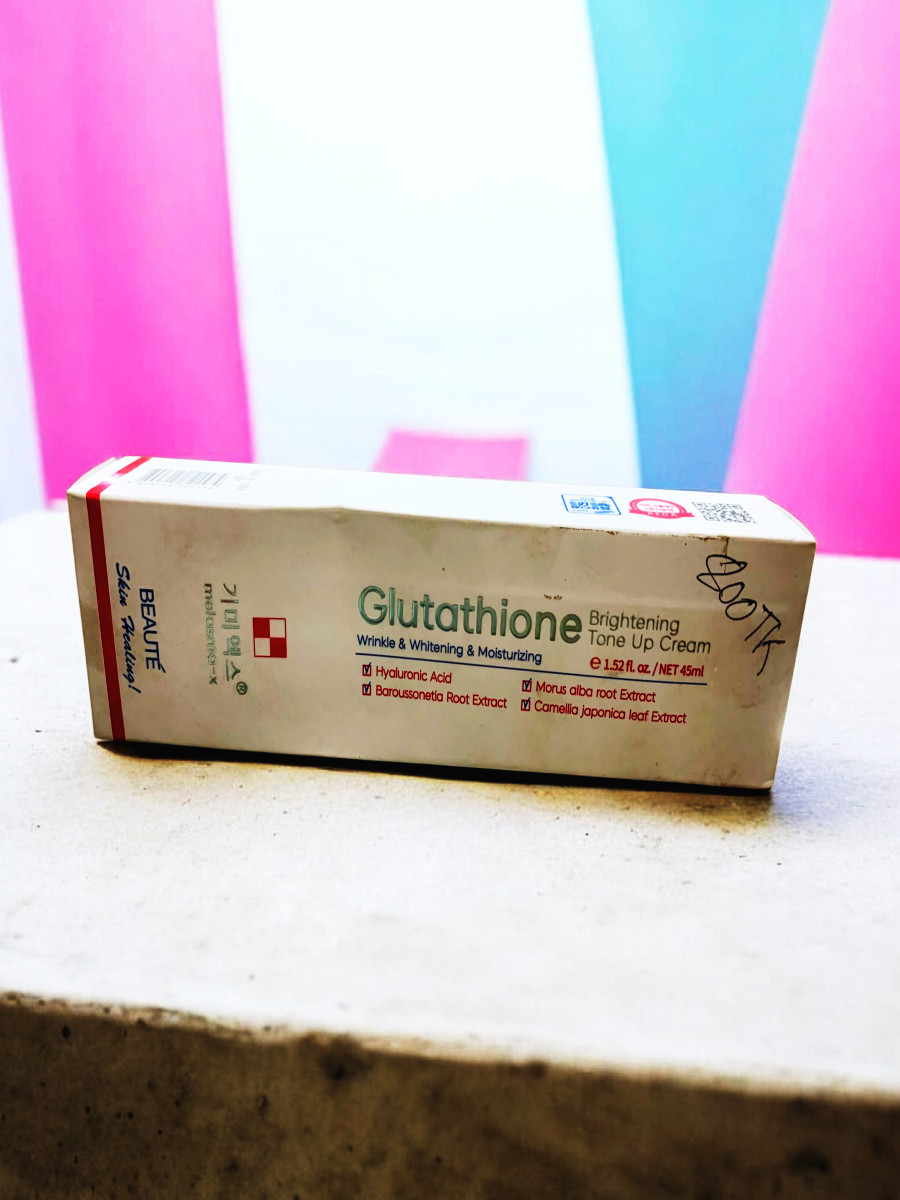 BEAUTÉ
Skin Healing!
기미엑스®
melasma-x
Glutathione
Brightening
Tone Up Cream
Wrinkle & Whitening & Moisturizing
e 1.52 fl. oz. / NET 45ml
Hyaluronic Acid
Baroussonetia Root Extract
Morus alba root Extract
Camellia japonica leaf Extract